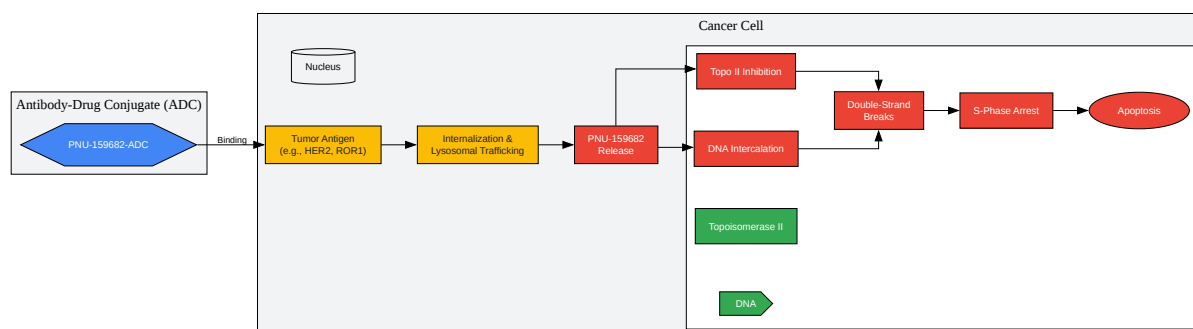 Cancer Cell
Nucleus
Antibody-Drug Conjugate (ADC)
PNU-159682-ADC
Binding
Tumor Antigen
(e.g., HER2, ROR1)
Internalization &
Lysosomal Trafficking
PNU-159682
Release
Topo II Inhibition
DNA Intercalation
Double-Strand
Breaks
S-Phase Arrest
Apoptosis
Topoisomerase II
DNA